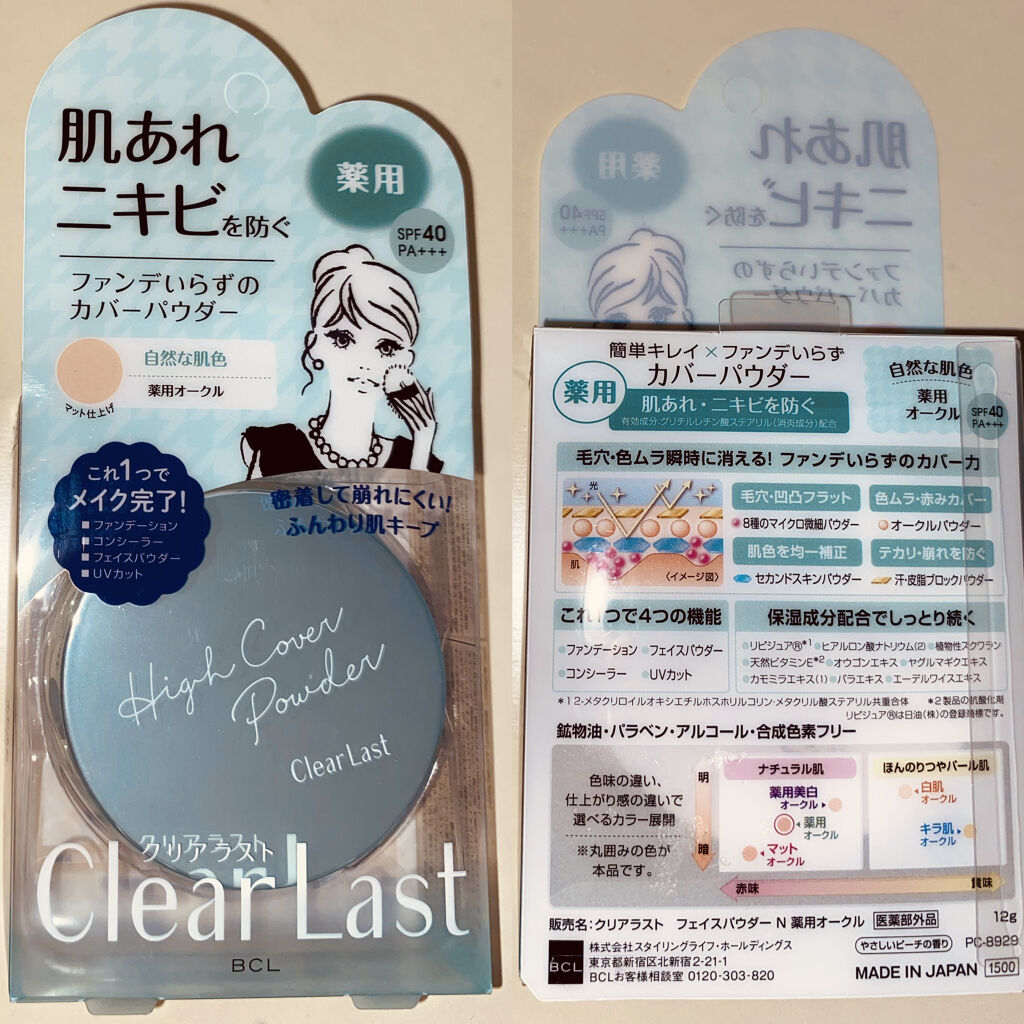 肌あれ
ニキビを防ぐ
薬用
SPF40
PA+++
ファンデいらずの
カバーパウダー
自然な肌色
薬用オークル
マット仕上げ
これ1つで
メイク完了!
■ファンデーション
■コンシーラー
■フェイスパウダー
■UVカット
密着して崩れにくい!
ふんわり肌キープ
High Cover
Powder
ClearLast
クリアラスト
ClearLast
BCL
肌あれ
ニキビを防ぐ
薬用
SPF40
PA+++
ファンデいらずの
カバーパウダー
簡単キレイ×ファンデいらず
カバーパウダー
薬用
肌あれ・ニキビを防ぐ
有効成分:グリチルレチン酸ステアリル(消炎成分)配合
自然な肌色
薬用
オークル
SPF40
PA+++
毛穴・色ムラ瞬時に消える! ファンデいらずのカバー力
光
肌
〈イメージ図〉
毛穴・凹凸フラット
8種のマイクロ微細パウダー
色ムラ・赤みカバー
オークルパウダー
肌色を均一補正
セカンドスキンパウダー
テカリ・崩れを防ぐ
汗・皮脂ブロックパウダー
これ1つで4つの機能
ファンデーション フェイスパウダー
コンシーラー UVカット
保湿成分配合でしっとり続く
リピジュア®*1 ヒアルロン酸ナトリウム(2) 植物性スクワラン
天然ビタミンE*2 オウゴンエキス ヤグルマギクエキス
カモミラエキス(1) バラエキス エーデルワイスエキス
*1 2-メタクリロイルオキシエチルホスホリルコリン・メタクリル酸ステアリル共重合体 *2 製品の抗酸化剤
リピジュア®は日油(株)の登録商標です。
鉱物油・パラベン・アルコール・合成色素フリー
色味の違い、
仕上がり感の違いで
選べるカラー展開
※丸囲みの色が
本品です。
明
暗
ナチュラル肌
薬用美白
オークル
薬用
オークル
マット
オークル
ほんのりつやパール肌
白肌
オークル
キラ肌
オークル
赤味
黄味
販売名:クリアラスト フェイスパウダー N 薬用オークル 医薬部外品 12g
BCL
株式会社スタイリングライフ・ホールディングス
東京都新宿区北新宿2-21-1
BCLお客様相談室 0120-303-820
やさしいピーチの香り PC-8929
MADE IN JAPAN 1500